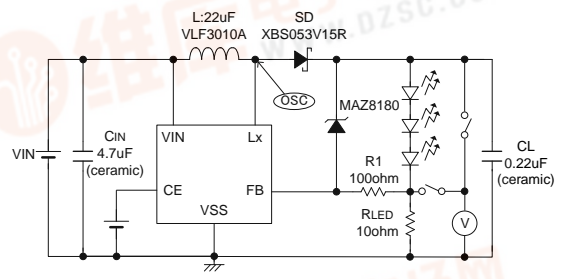 L:22uF
VLF3010A
SD
XBS053V15R
OSC
MAZ8180
VIN
Lx
CIN
4.7uF
(ceramic)
VIN
CE
FB
VSS
R1
100ohm
RLED
10ohm
V
CL
0.22uF
(ceramic)